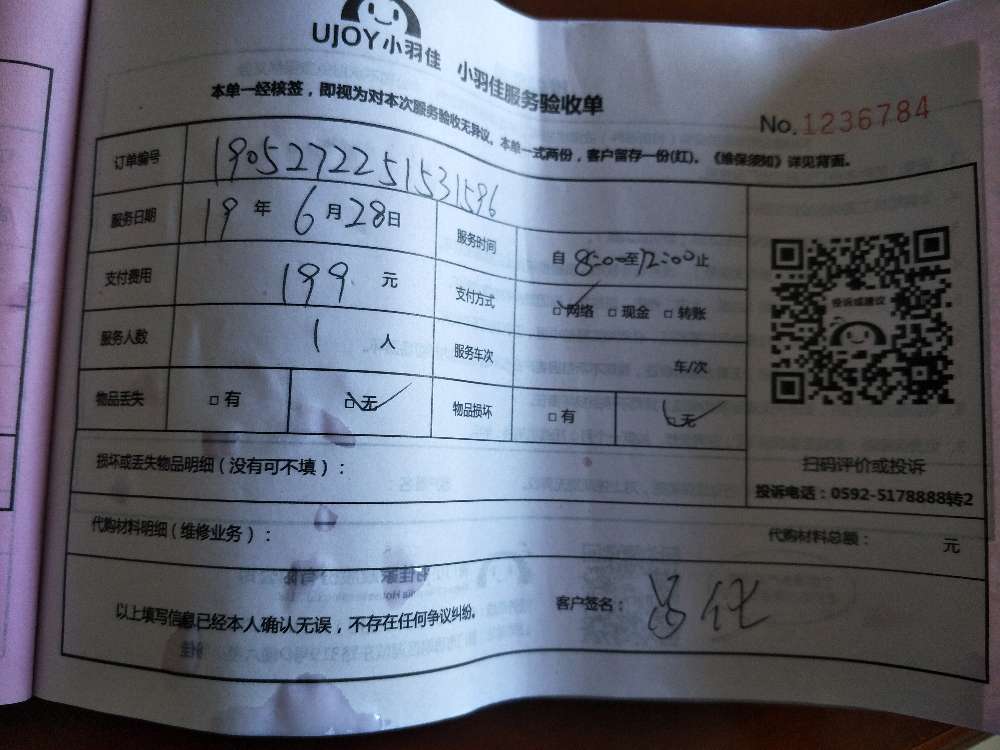 UJOY小羽佳 小羽佳服务验收单
本单一经核签，即视为对本次服务验收无异议。本单一式两份，客户留存一份(红)。《维保须知》详见背面。
No.1236784
订单编号 1905272251531596
服务日期 19 年 6 月 28 日 服务时间 自 8:00 至 12:00 止
支付费用 199 元 支付方式 网络 现金 转账
服务人数 1 人 服务车次 车/次
物品丢失 有 无 物品损坏 有 无
投诉或建议
扫码评价或投诉
投诉电话：0592-5178888转2
损坏或丢失物品明细（没有可不填）：
代购材料明细（维修业务）： 代购材料总额： 元
以上填写信息已经本人确认无误，不存在任何争议纠纷。 客户签名：